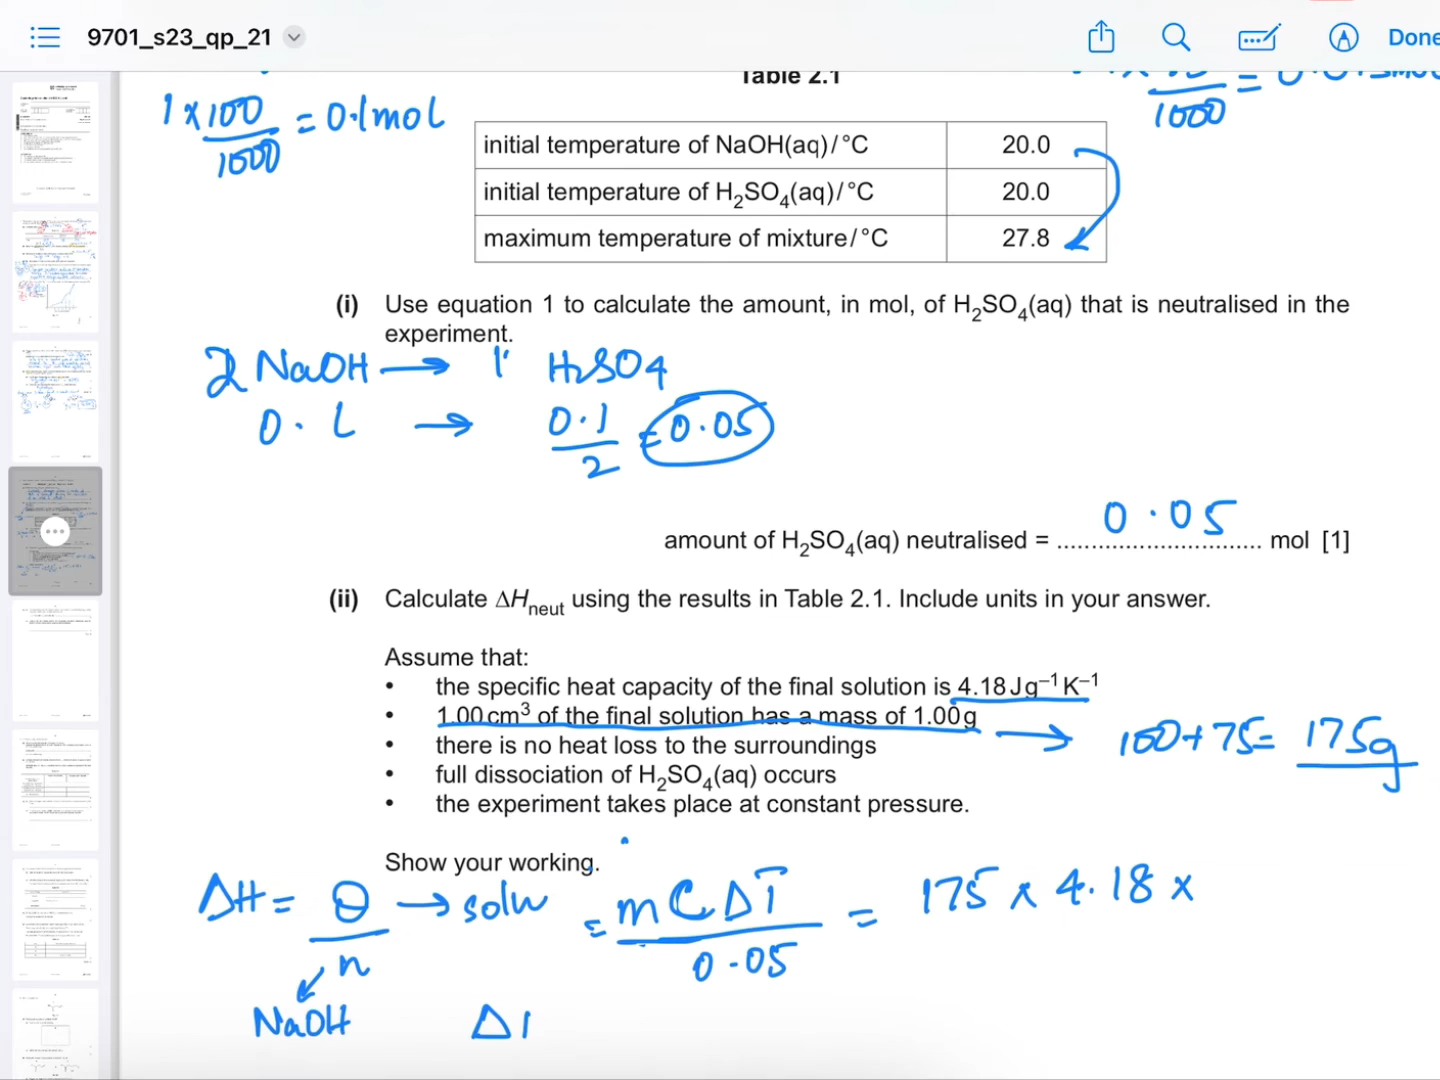 9701_s23_qp_21
Done
Table 2.1
1 x 100/1000 = 0.1mol
1000
initial temperature of NaOH(aq)/°C 20.0
initial temperature of H₂SO₄(aq)/°C 20.0
maximum temperature of mixture/°C 27.8
(i) Use equation 1 to calculate the amount, in mol, of H₂SO₄(aq) that is neutralised in the
experiment.
2 NaOH → 1 H₂SO4
0.1 → 0.1/2 = 0.05
0.05
amount of H₂SO₄(aq) neutralised = .............................. mol [1]
(ii) Calculate ΔHneut using the results in Table 2.1. Include units in your answer.
Assume that:
• the specific heat capacity of the final solution is 4.18 J g⁻¹ K⁻¹
• 1.00 cm³ of the final solution has a mass of 1.00 g → 100+75= 175g
• there is no heat loss to the surroundings
• full dissociation of H₂SO₄(aq) occurs
• the experiment takes place at constant pressure.
Show your working.
ΔH = Q/n → soln = mCΔT/0.05 = 175 x 4.18 x
NaOH